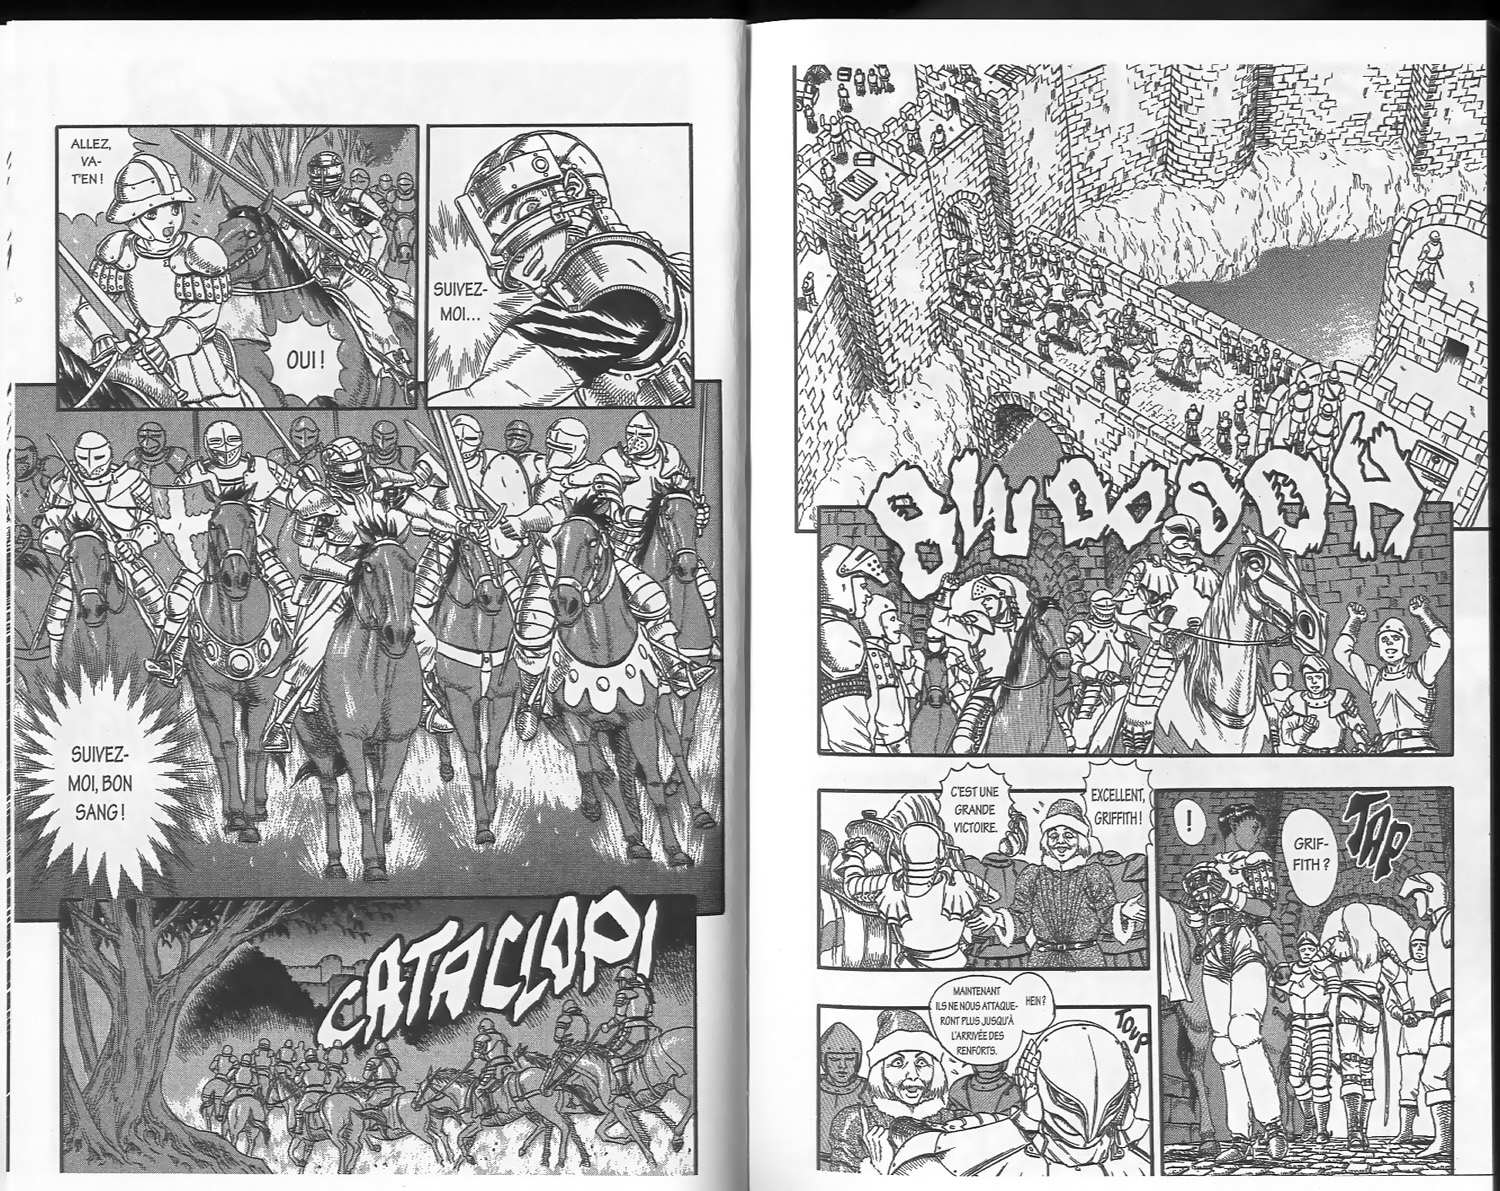 ALLEZ,
VA-
T'EN !
OUI !
SUIVEZ-
MOI...
SUIVEZ-
MOI, BON
SANG !
CATACLOP!
BWOOOOOH
C'EST UNE
GRANDE
VICTOIRE.
EXCELLENT,
GRIFFITH !
MAINTENANT
ILS NE NOUS ATTAQUE-
RONT PLUS JUSQU'À
L'ARRIVÉE DES
RENFORTS.
HEIN ?
TOUP
!
GRIF-
FITH ?
TAP